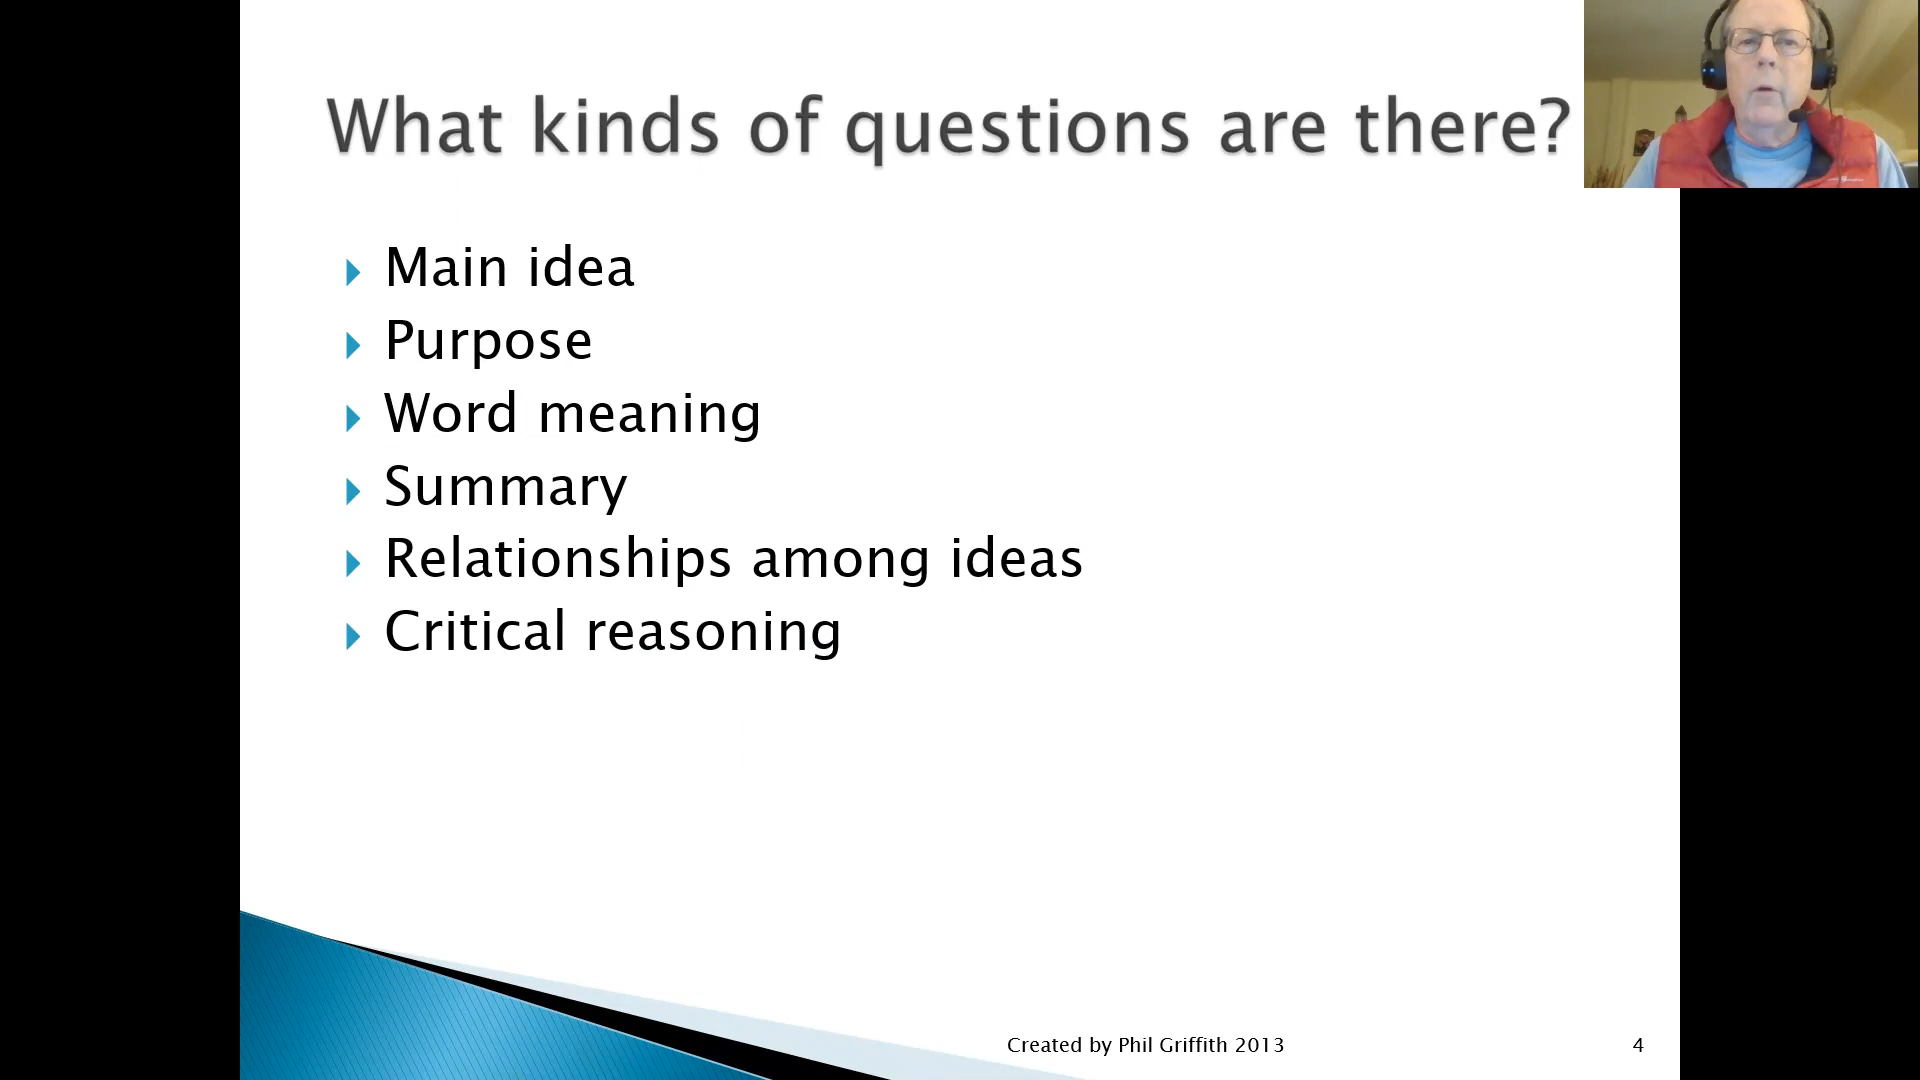 What kinds of questions are there?
Main idea
Purpose
Word meaning
Summary
Relationships among ideas
Critical reasoning
Created by Phil Griffith 2013
4